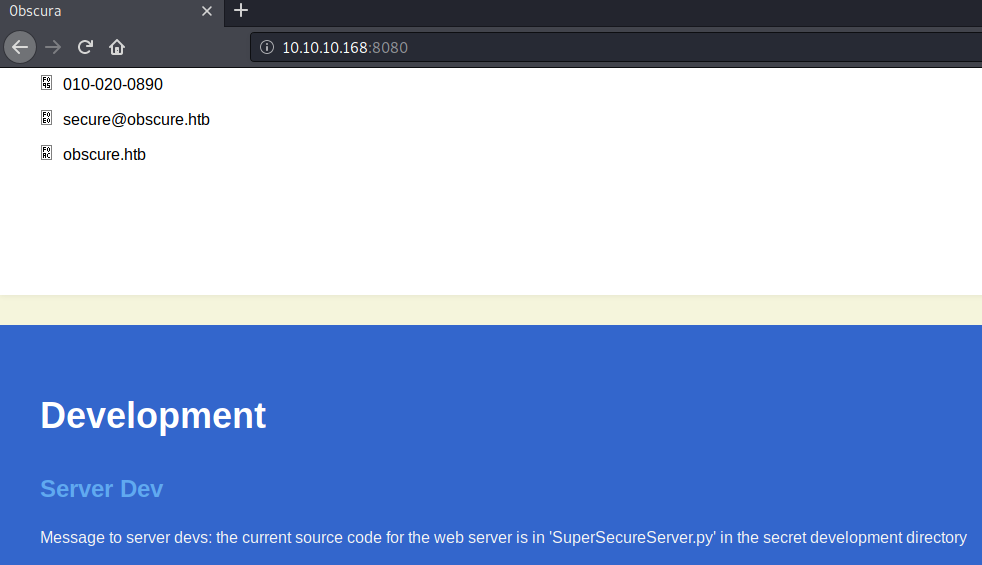 Obscura
10.10.10.168:8080
010-020-0890
secure@obscure.htb
obscure.htb
Development
Server Dev
Message to server devs: the current source code for the web server is in 'SuperSecureServer.py' in the secret development directory